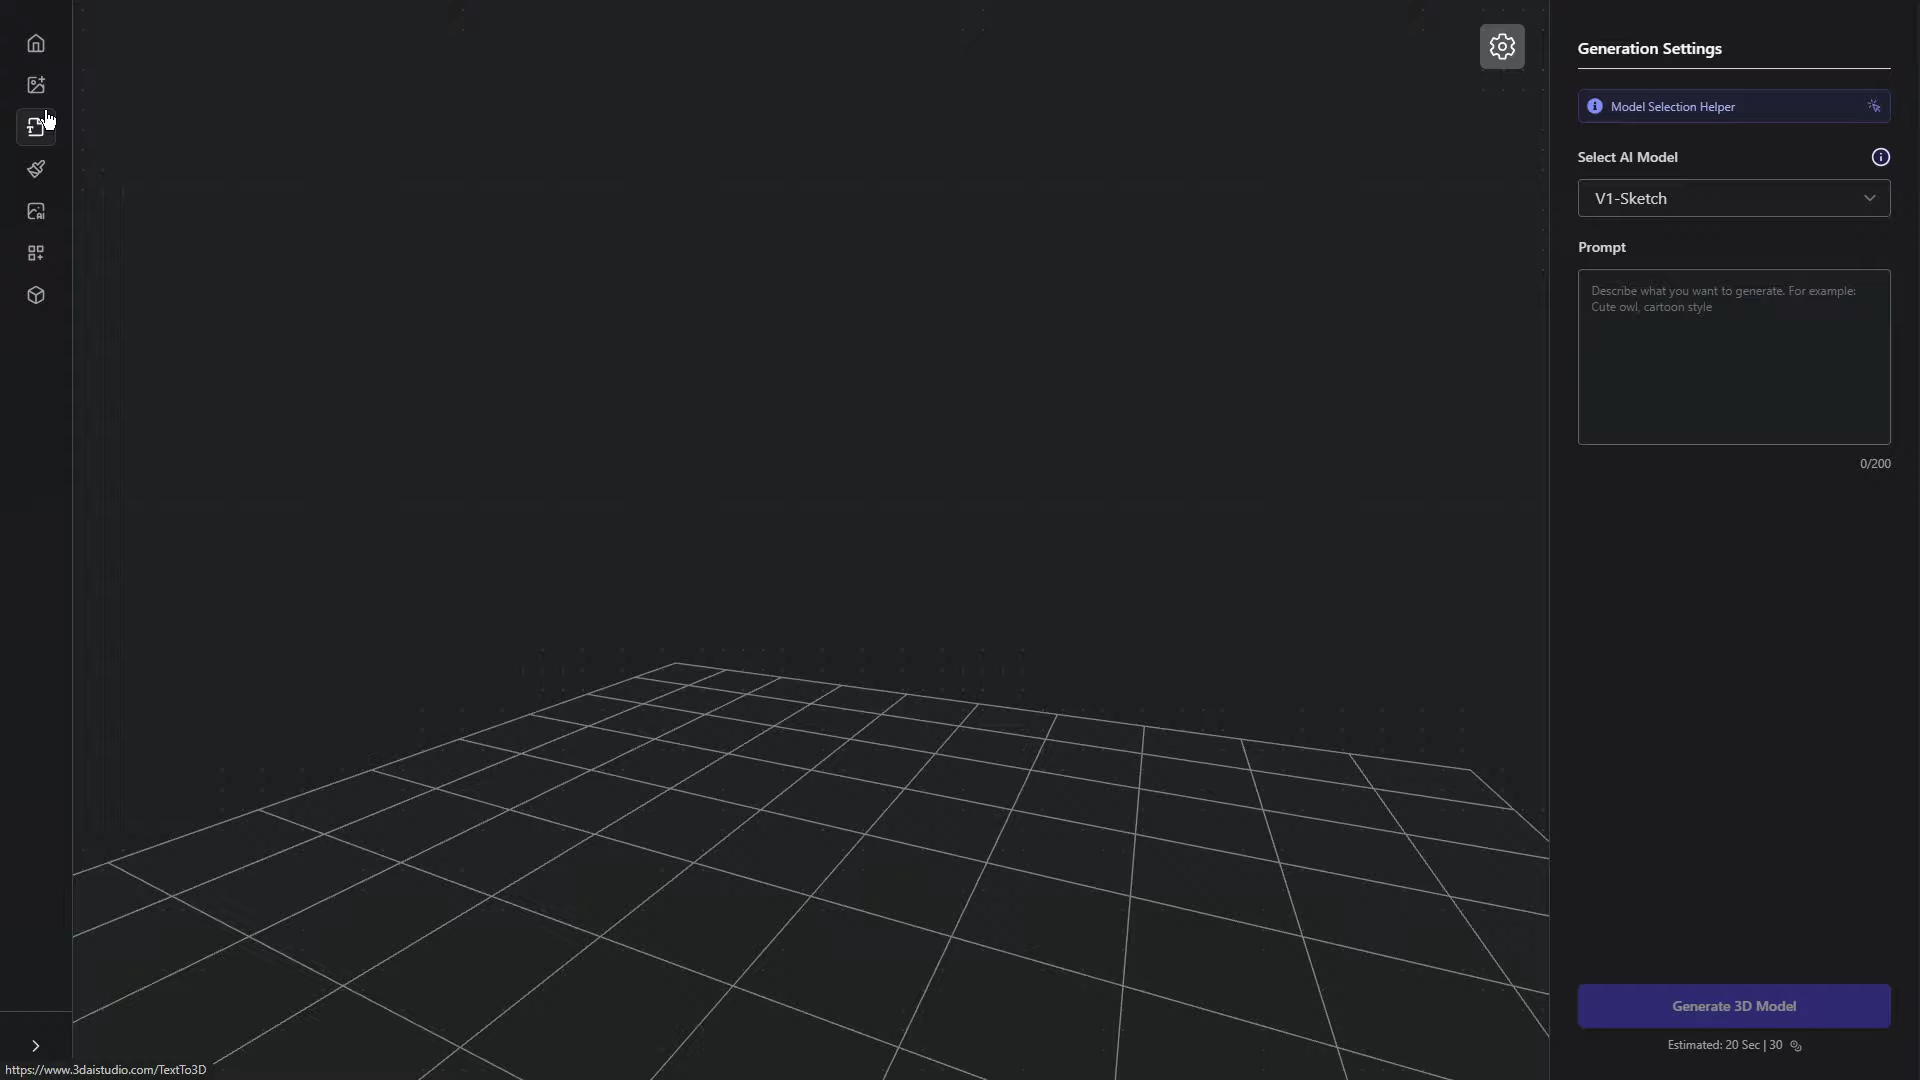 Generation Settings
Model Selection Helper
Select AI Model
V1-Sketch
Prompt
Describe what you want to generate. For example:
Cute owl, cartoon style
0/200
Generate 3D Model
Estimated: 20 Sec | 30
https://www.3daistudio.com/TextTo3D